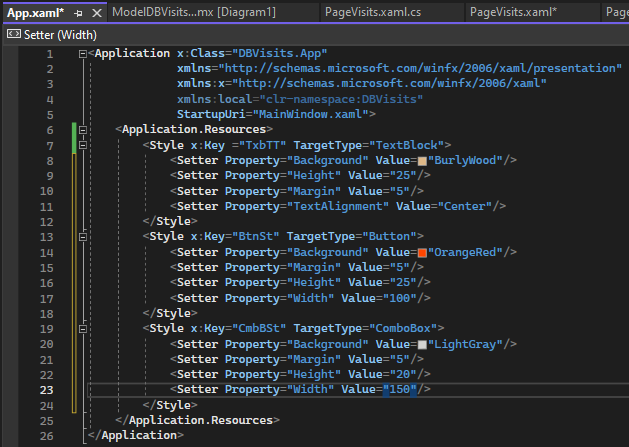 App.xaml*
ModelDBVisits...mx [Diagram1]
PageVisits.xaml.cs
PageVisits.xaml*
Setter (Width)
1 <Application x:Class="DBVisits.App"
2 xmlns="http://schemas.microsoft.com/winfx/2006/xaml/presentation"
3 xmlns:x="http://schemas.microsoft.com/winfx/2006/xaml"
4 xmlns:local="clr-namespace:DBVisits"
5 StartupUri="MainWindow.xaml">
6 <Application.Resources>
7 <Style x:Key ="TxbTT" TargetType="TextBlock">
8 <Setter Property="Background" Value="BurlyWood"/>
9 <Setter Property="Height" Value="25"/>
10 <Setter Property="Margin" Value="5"/>
11 <Setter Property="TextAlignment" Value="Center"/>
12 </Style>
13 <Style x:Key="BtnSt" TargetType="Button">
14 <Setter Property="Background" Value="OrangeRed"/>
15 <Setter Property="Margin" Value="5"/>
16 <Setter Property="Height" Value="25"/>
17 <Setter Property="Width" Value="100"/>
18 </Style>
19 <Style x:Key="CmbBSt" TargetType="ComboBox">
20 <Setter Property="Background" Value="LightGray"/>
21 <Setter Property="Margin" Value="5"/>
22 <Setter Property="Height" Value="20"/>
23 <Setter Property="Width" Value="150"/>
24 </Style>
25 </Application.Resources>
26 </Application>